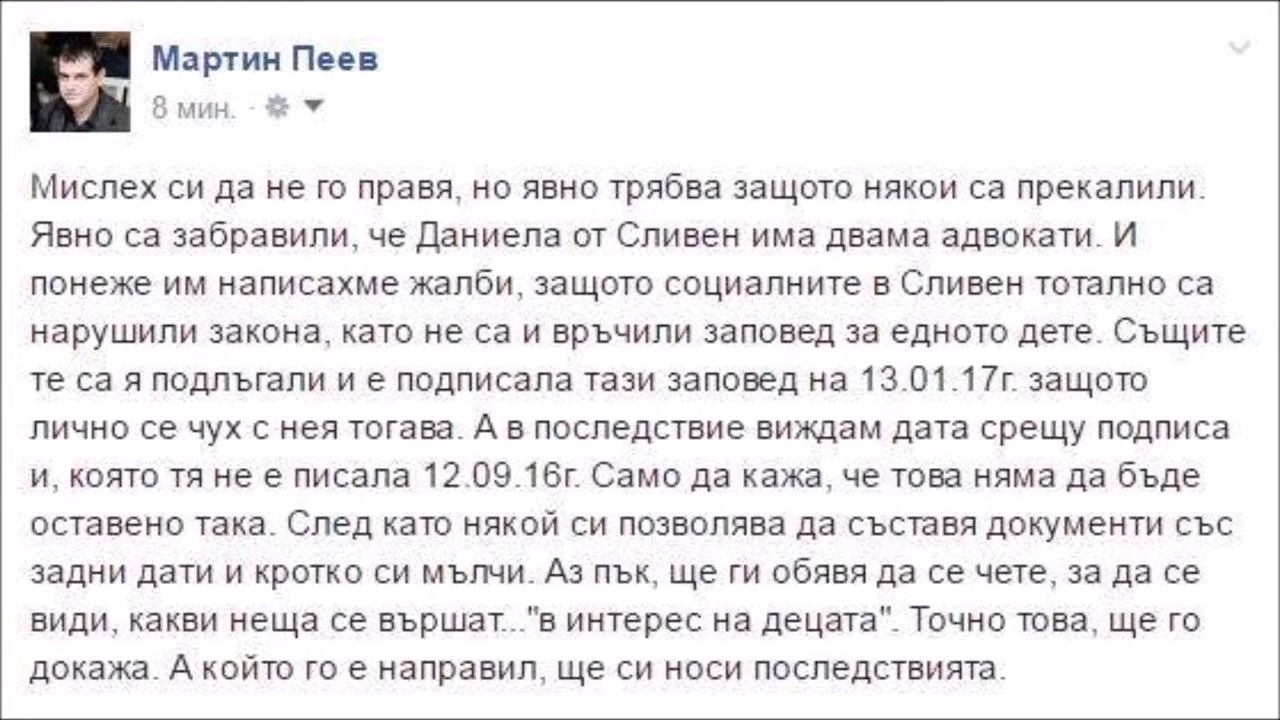 Мартин Пеев
8 мин. ·
Мислех си да не го правя, но явно трябва защото някои са прекалили.
Явно са забравили, че Даниела от Сливен има двама адвокати. И
понеже им написахме жалби, защото социалните в Сливен тотално са
нарушили закона, като не са и връчили заповед за едното дете. Същите
те са я подлъгали и е подписала тази заповед на 13.01.17г. защото
лично се чух с нея тогава. А в последствие виждам дата срещу подписа
и, която тя не е писала 12.09.16г. Само да кажа, че това няма да бъде
оставено така. След като някой си позволява да съставя документи със
задни дати и кротко си мълчи. Аз пък, ще ги обявя да се чете, за да се
види, какви неща се вършат..."в интерес на децата". Точно това, ще го
докажа. А който го е направил, ще си носи последствията.